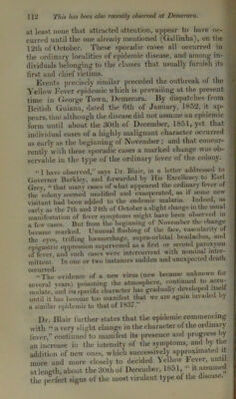 112 This has been also recently observed at Demerara.
at least none that attracted attention, appear to have oc-
curred until the one already mentioned (Gallinha), on the
12th of October. These sporadic cases all occurred in
the ordinary localities of epidemic disease, and among in-
dividuals belonging to the classes that usually furnish its
first and chief victims.
Events precisely similar preceded the outbreak of the
Yellow Fever epidemic which is prevailing at the present
time in George Town, Demerara. By dispatches from
British Guiana, dated the 6th of January, 1852, it ap-
pears, that although the disease did not assume an epidemic
form until about the 30th of December, 1851, yet that
individual cases of a highly malignant character occurred
as early as the beginning of November; and that concur-
rently with these sporadic cases a marked change was ob-
servable in the type of the ordinary fever of the colony.
"I have observed," says Dr. Blair, in a letter addressed to
Governor Barkley, and forwarded by His Excellency to Earl
Grey, "that many cases of what appeared the ordinary fever of
the colony seemed modified and exasperated, as if some new
visitant had been added to the endemic malaria. Indeed, as
early as the 7th and 24th of October a slight change in the usual
manifestation of fever symptoms might have been observed in
a few cases. But from the beginning of November the change
became marked. Unusual flushing of the face, vascularity of
the eyes, trifling hæmorrhage, supra-orbital headaches, and
epigastric oppression supervened as a first or second paroxysm
of fever, and such cases were intermixed with normal inter-
mittent. In one or two instances sudden and unexpected death
occurred.
"The evidence of a new virus (now become unknown for
several years) poisoning the atmosphere, continued to accu-
mulate, and its specific character has gradually developed itself
until it has become too manifest that we are again invaded by
a similar epidemic to that of 1837."
Dr. Blair further states that the epidemic commencing
with "a very slight change in the character of the ordinary
fever," continued to manifest its presence and progress by
an increase in the intensity of the symptoms, and by the
addition of new ones, which successively approximated it
more and more closely to decided Yellow Fever, until
at length, about the 30th of December, 1851, "it assumed
the perfect signs of the most virulent type of the disease."